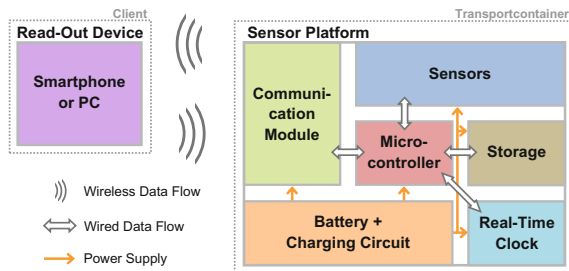 Client
Read-Out Device
Smartphone
or PC
Wireless Data Flow
Wired Data Flow
Power Supply
Transportcontainer
Sensor Platform
Communi-
cation
Module
Sensors
Micro-
controller
Storage
Battery +
Charging Circuit
Real-Time
Clock